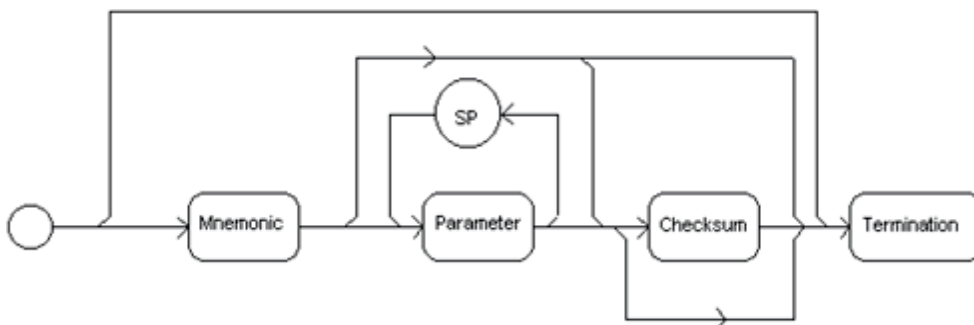 SP
Mnemonic
Parameter
Checksum
Termination